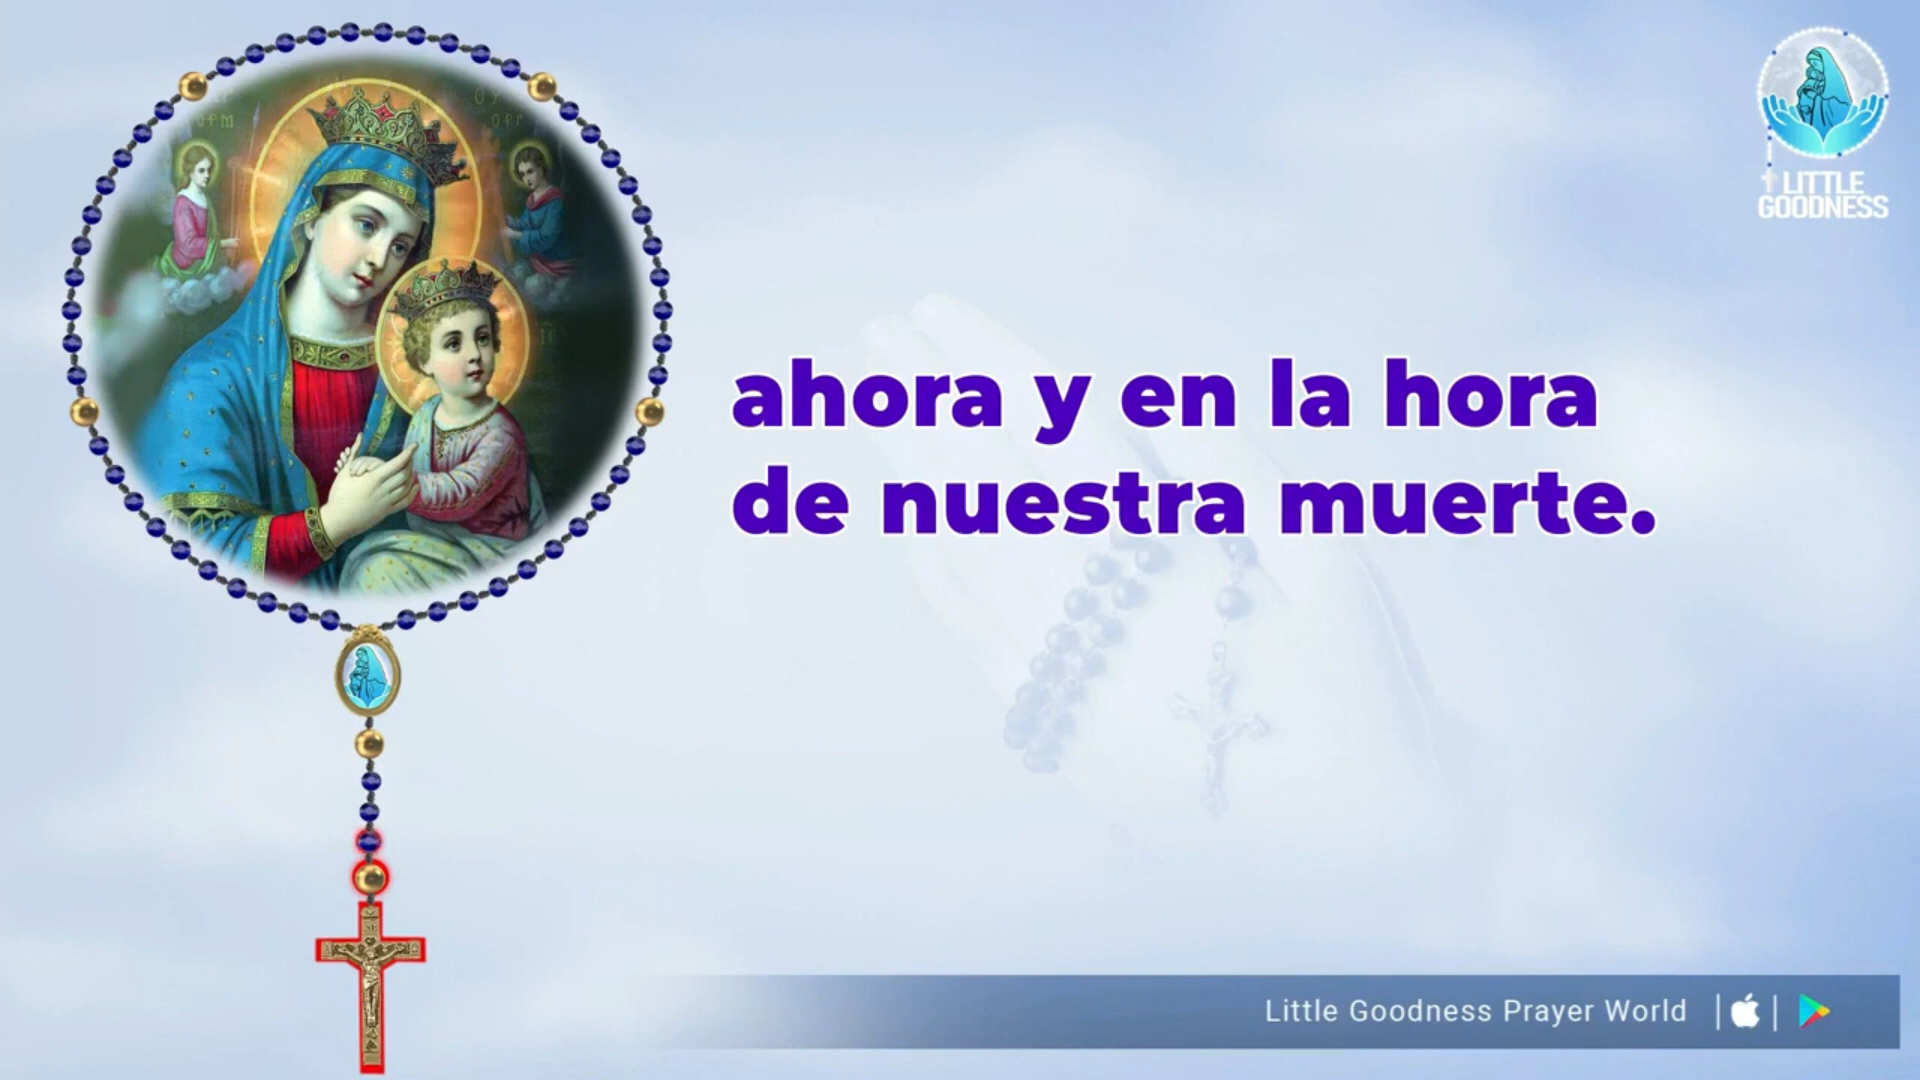 LITTLE
GOODNESS
ahora y en la hora
de nuestra muerte.
Little Goodness Prayer World